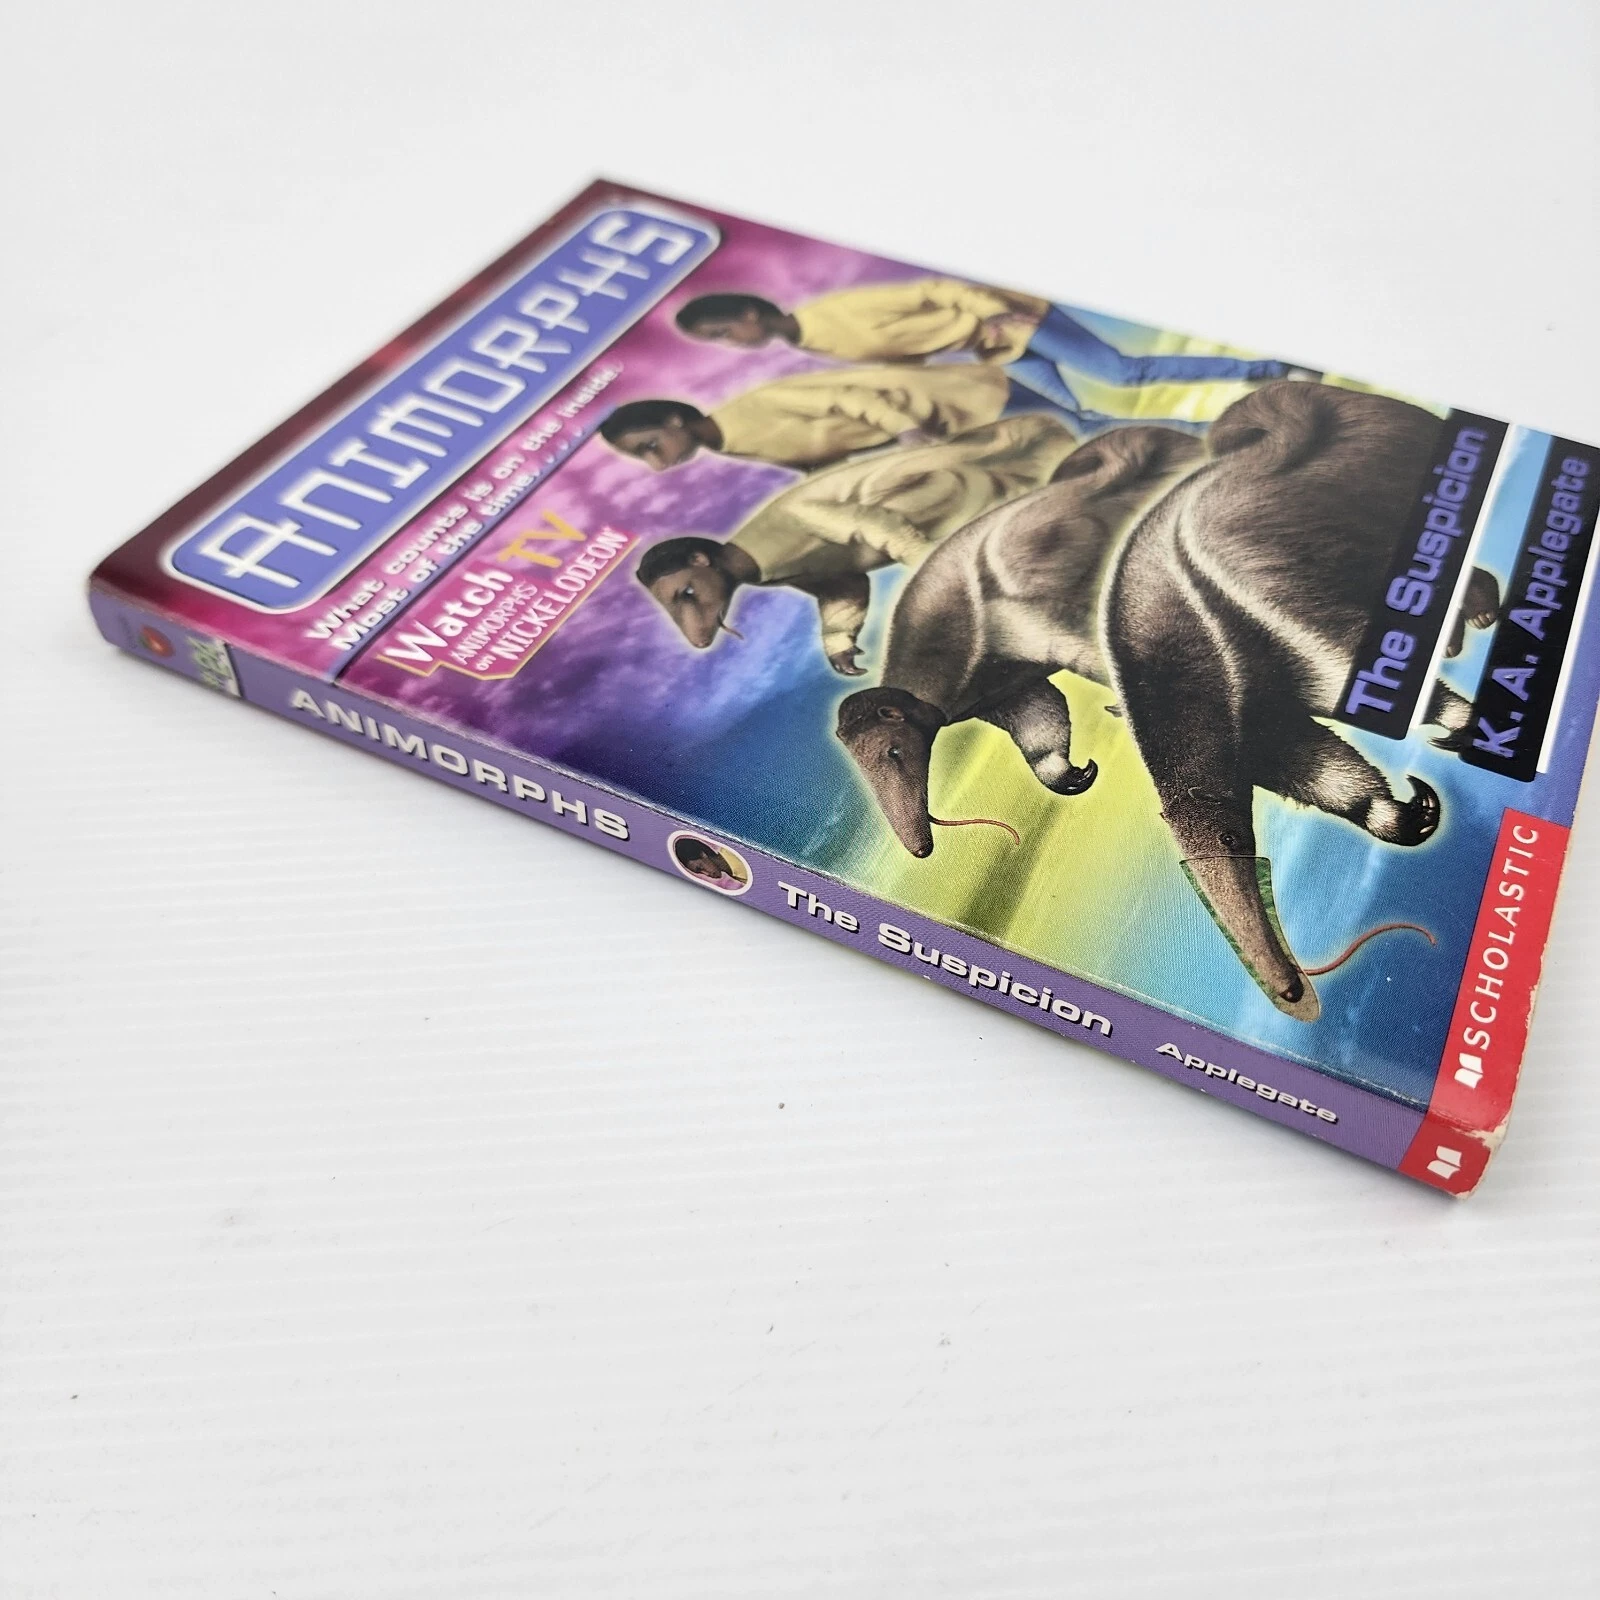 ANIMORPHS
What counts is on the inside.
Most of the time. . . .
Watch TV
ANIMORPHS
on NICKELODEON
The Suspicion
K. A. Applegate
SCHOLASTIC
ANIMORPHS
The Suspicion
Applegate